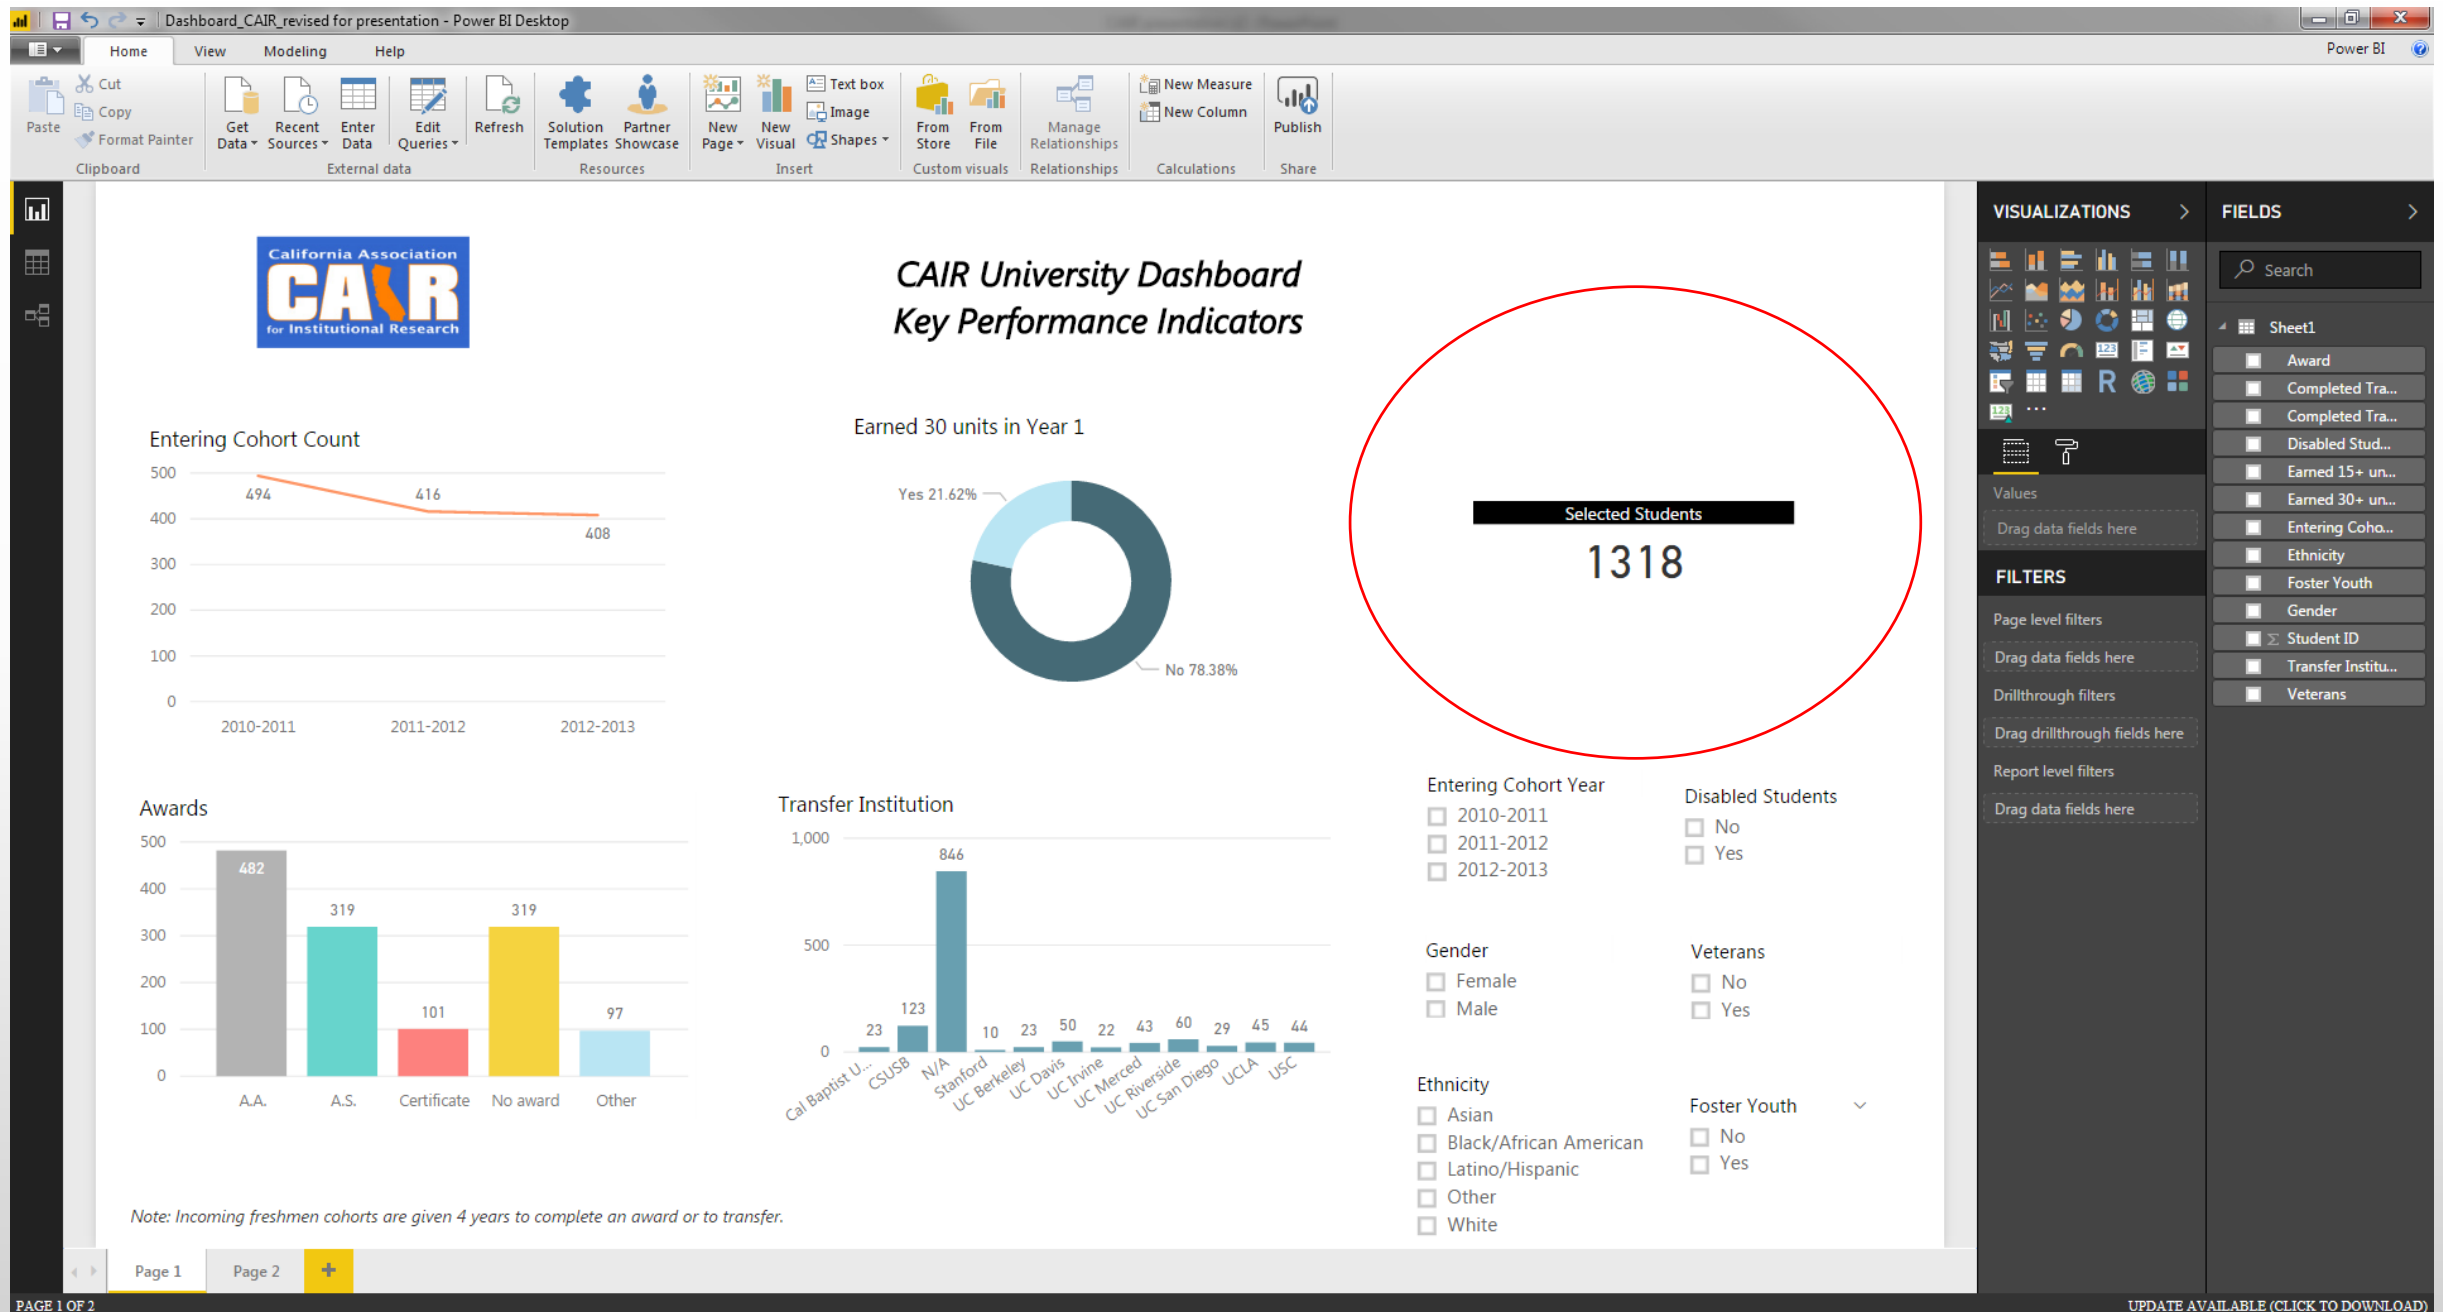 Dashboard_CAIR_revised for presentation - Power BI Desktop
Home View Modeling Help
Power BI
Paste
Cut
Copy
Format Painter
Clipboard
Get Data
Recent Sources
Enter Data
Edit Queries
Refresh
External data
Solution Templates
Partner Showcase
Resources
New Page
New Visual
Text box
Image
Shapes
Insert
From Store
From File
Custom visuals
Manage Relationships
Relationships
New Measure
New Column
Calculations
Publish
Share
California Association
CAIR
for Institutional Research
CAIR University Dashboard
Key Performance Indicators
Entering Cohort Count
500
400
300
200
100
0
494
416
408
2010-2011
2011-2012
2012-2013
Earned 30 units in Year 1
Yes 21.62%
No 78.38%
Selected Students
1318
Awards
500
400
300
200
100
0
482
319
101
319
97
A.A.
A.S.
Certificate
No award
Other
Transfer Institution
1,000
500
0
23
123
846
10
23
50
22
43
60
29
45
44
Cal Baptist U...
CSUSB
N/A
Stanford
UC Berkeley
UC Davis
UC Irvine
UC Merced
UC Riverside
UC San Diego
UCLA
USC
Entering Cohort Year
2010-2011
2011-2012
2012-2013
Disabled Students
No
Yes
Gender
Female
Male
Veterans
No
Yes
Ethnicity
Asian
Black/African American
Latino/Hispanic
Other
White
Foster Youth
No
Yes
Note: Incoming freshmen cohorts are given 4 years to complete an award or to transfer.
VISUALIZATIONS
123
R
123
Values
Drag data fields here
FILTERS
Page level filters
Drag data fields here
Drillthrough filters
Drag drillthrough fields here
Report level filters
Drag data fields here
FIELDS
Search
Sheet1
Award
Completed Tra...
Completed Tra...
Disabled Stud...
Earned 15+ un...
Earned 30+ un...
Entering Coho...
Ethnicity
Foster Youth
Gender
Σ Student ID
Transfer Institu...
Veterans
Page 1
Page 2
PAGE 1 OF 2
UPDATE AVAILABLE (CLICK TO DOWNLOAD)